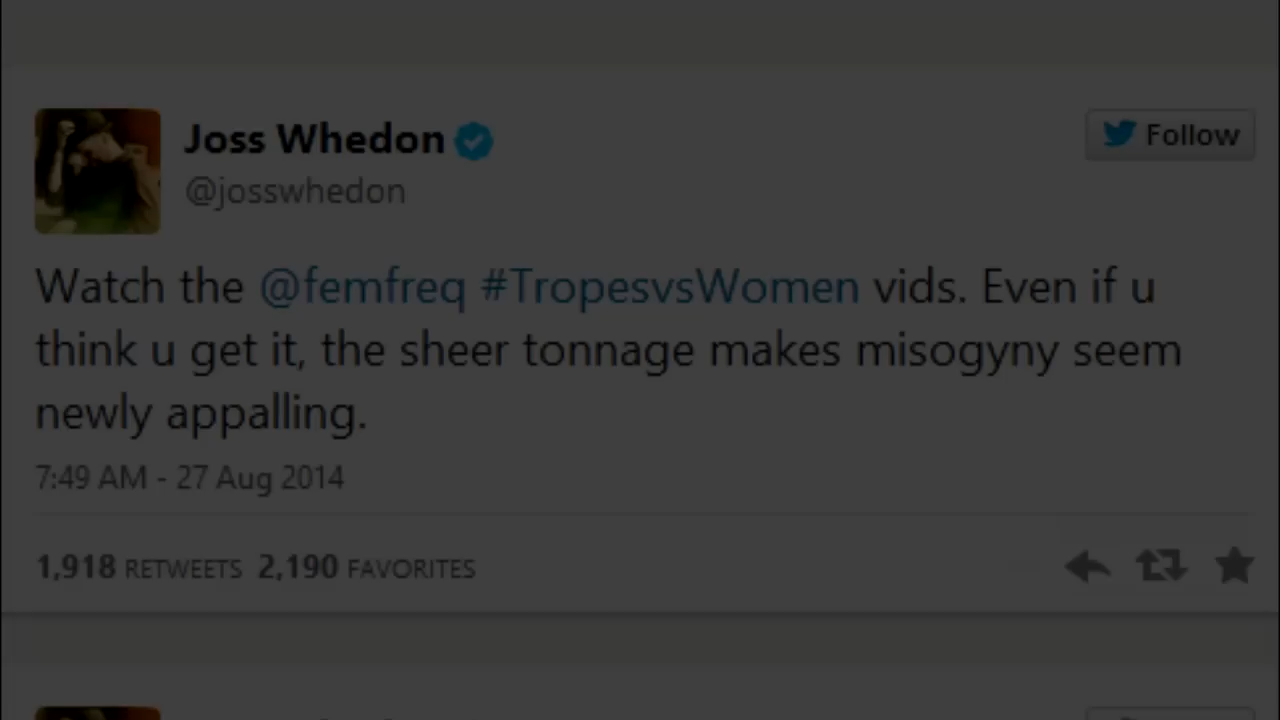 Joss Whedon
Follow
@josswhedon
Watch the @femfreq #TropesvsWomen vids. Even if u
think u get it, the sheer tonnage makes misogyny seem
newly appalling.
7:49 AM - 27 Aug 2014
1,918 RETWEETS 2,190 FAVORITES